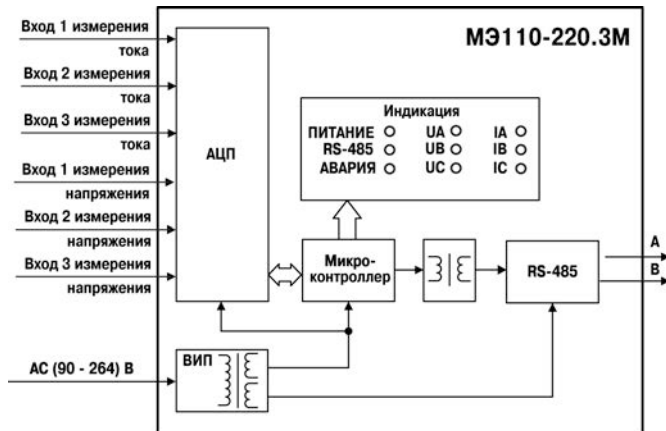 МЭ110-220.3М
Вход 1 измерения
тока
Вход 2 измерения
тока
Вход 3 измерения
тока
Вход 1 измерения
напряжения
Вход 2 измерения
напряжения
Вход 3 измерения
напряжения
АЦП
Индикация
ПИТАНИЕ UA IA
RS-485 UB IB
АВАРИЯ UC IC
Микро-
контроллер
RS-485
A
B
ВИП
AC (90 - 264) В